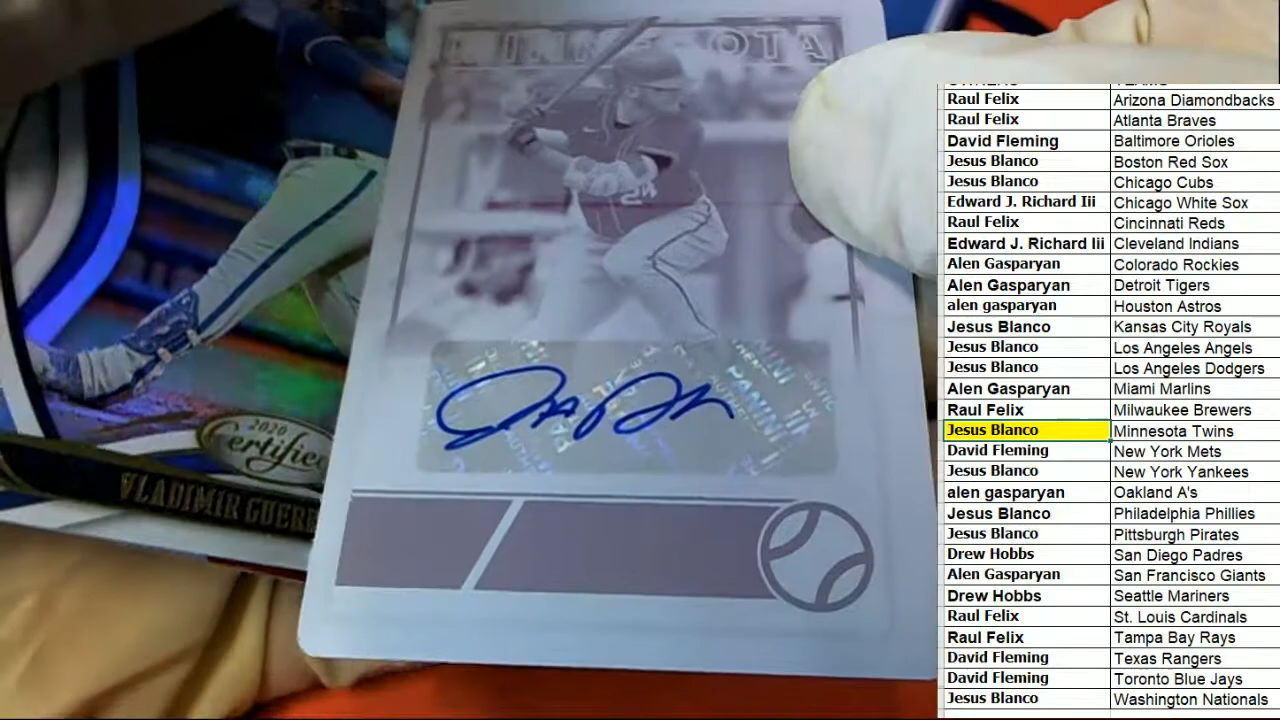 MINNESOTA
24
PANINI
2020
Certified
VLADIMIR GUERR
Raul Felix Arizona Diamondbacks
Raul Felix Atlanta Braves
David Fleming Baltimore Orioles
Jesus Blanco Boston Red Sox
Jesus Blanco Chicago Cubs
Edward J. Richard Iii Chicago White Sox
Raul Felix Cincinnati Reds
Edward J. Richard Iii Cleveland Indians
Alen Gasparyan Colorado Rockies
Alen Gasparyan Detroit Tigers
alen gasparyan Houston Astros
Jesus Blanco Kansas City Royals
Jesus Blanco Los Angeles Angels
Jesus Blanco Los Angeles Dodgers
Alen Gasparyan Miami Marlins
Raul Felix Milwaukee Brewers
Jesus Blanco Minnesota Twins
David Fleming New York Mets
Jesus Blanco New York Yankees
alen gasparyan Oakland A's
Jesus Blanco Philadelphia Phillies
Jesus Blanco Pittsburgh Pirates
Drew Hobbs San Diego Padres
Alen Gasparyan San Francisco Giants
Drew Hobbs Seattle Mariners
Raul Felix St. Louis Cardinals
Raul Felix Tampa Bay Rays
David Fleming Texas Rangers
David Fleming Toronto Blue Jays
Jesus Blanco Washington Nationals